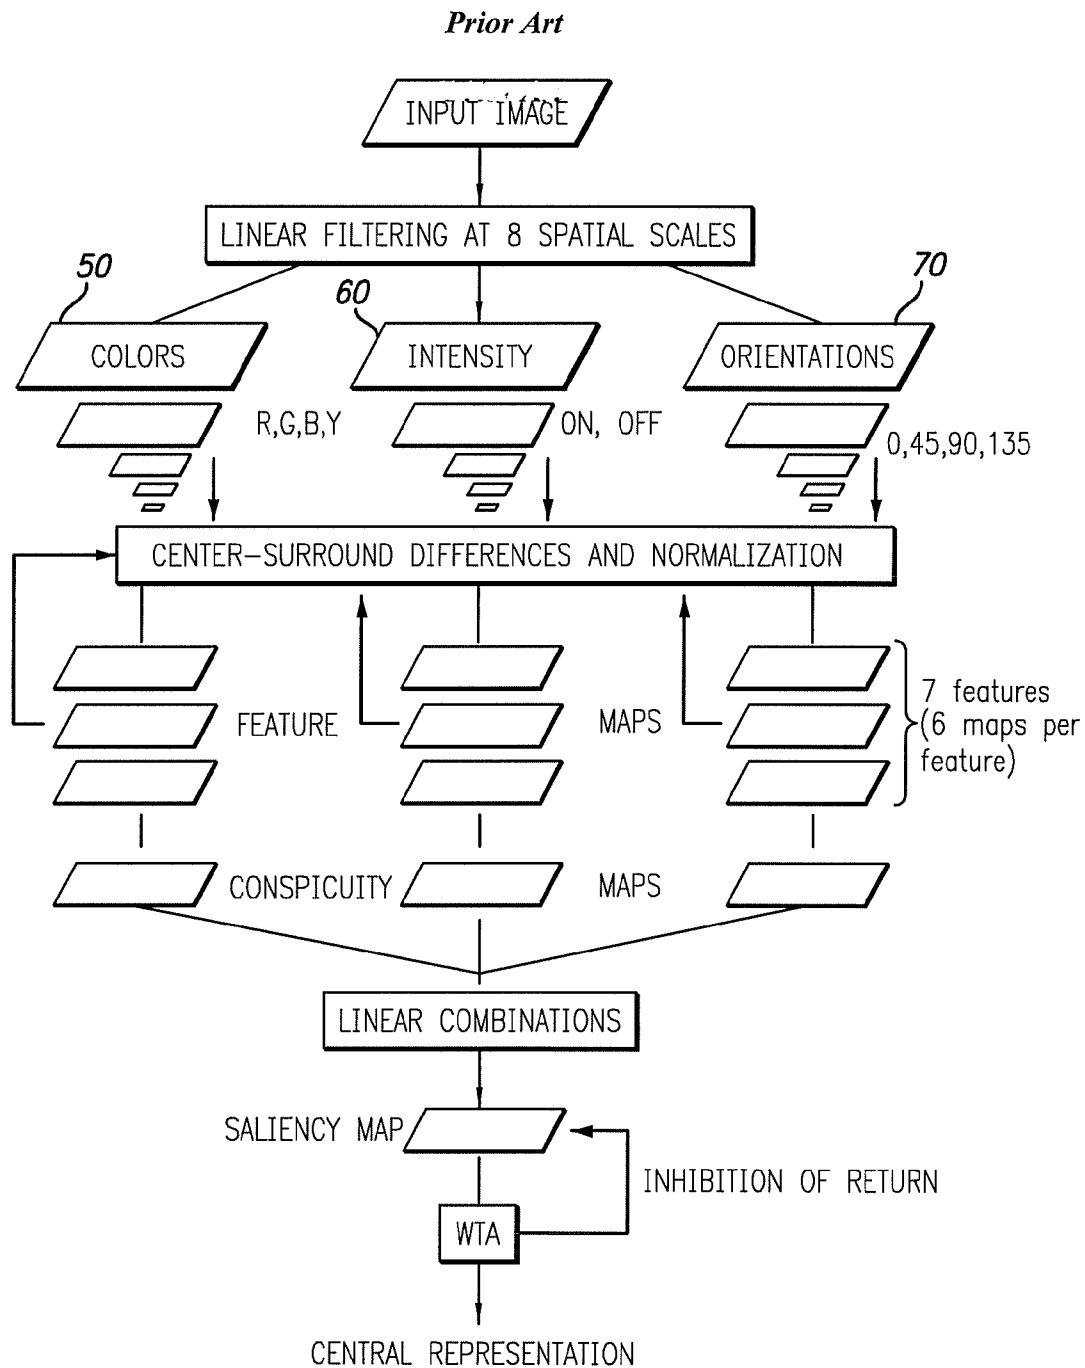 Prior Art
INPUT IMAGE
LINEAR FILTERING AT 8 SPATIAL SCALES
50
60
70
COLORS
INTENSITY
ORIENTATIONS
R,G,B,Y
ON, OFF
0,45,90,135
CENTER-SURROUND DIFFERENCES AND NORMALIZATION
FEATURE
MAPS
7 features
(6 maps per
feature)
CONSPICUITY
MAPS
LINEAR COMBINATIONS
SALIENCY MAP
INHIBITION OF RETURN
WTA
CENTRAL REPRESENTATION